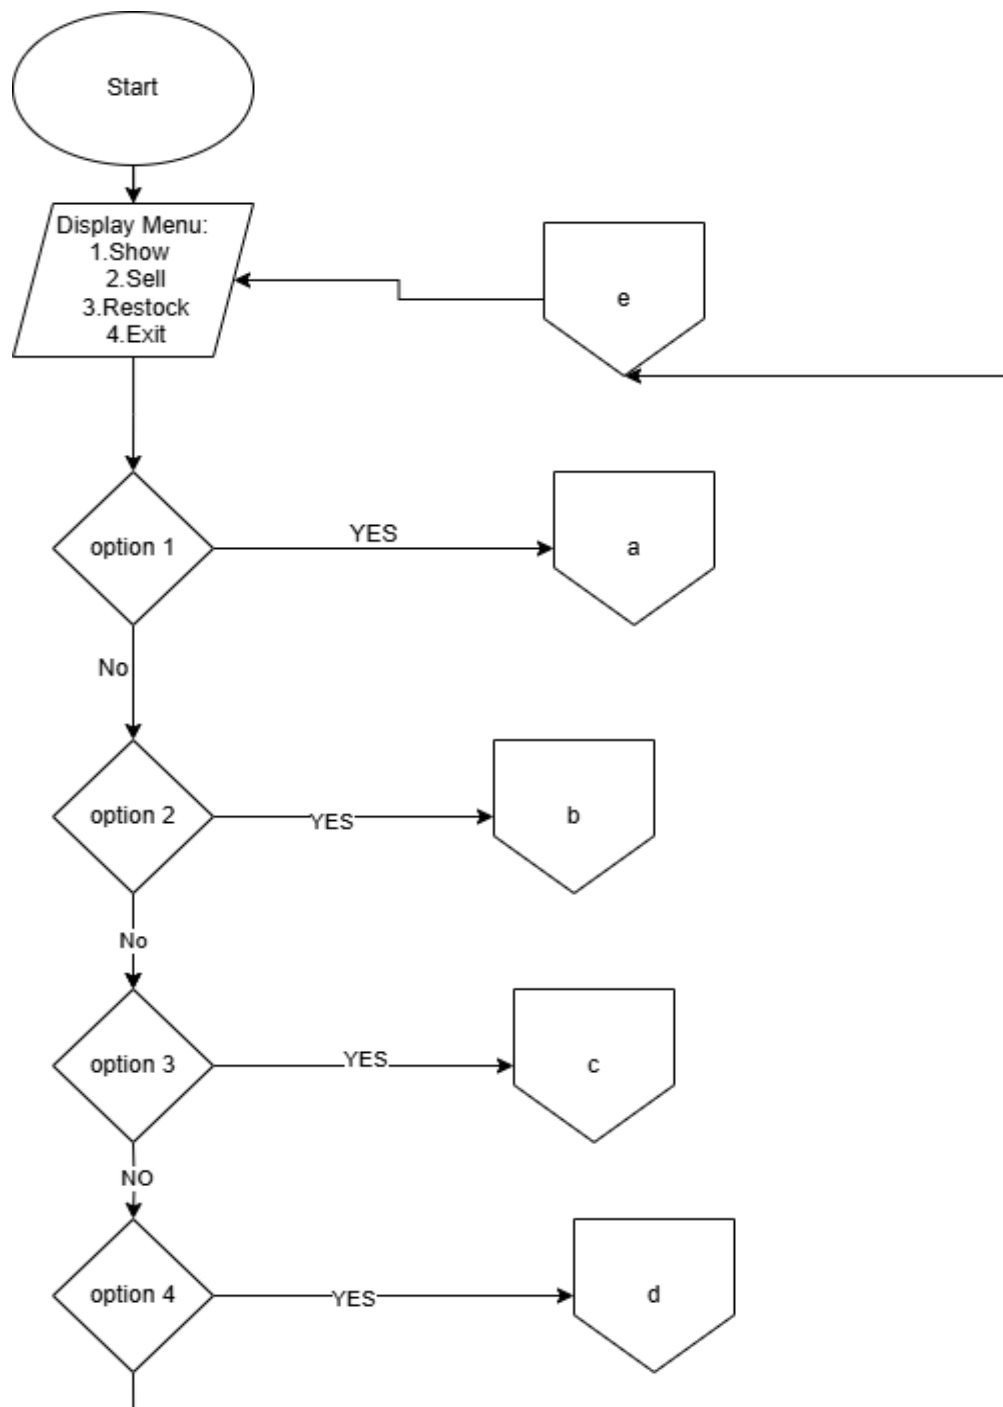 Start
Display Menu:
1.Show
2.Sell
3.Restock
4.Exit
e
option 1
YES
a
No
option 2
YES
b
No
option 3
YES
c
NO
option 4
YES
d